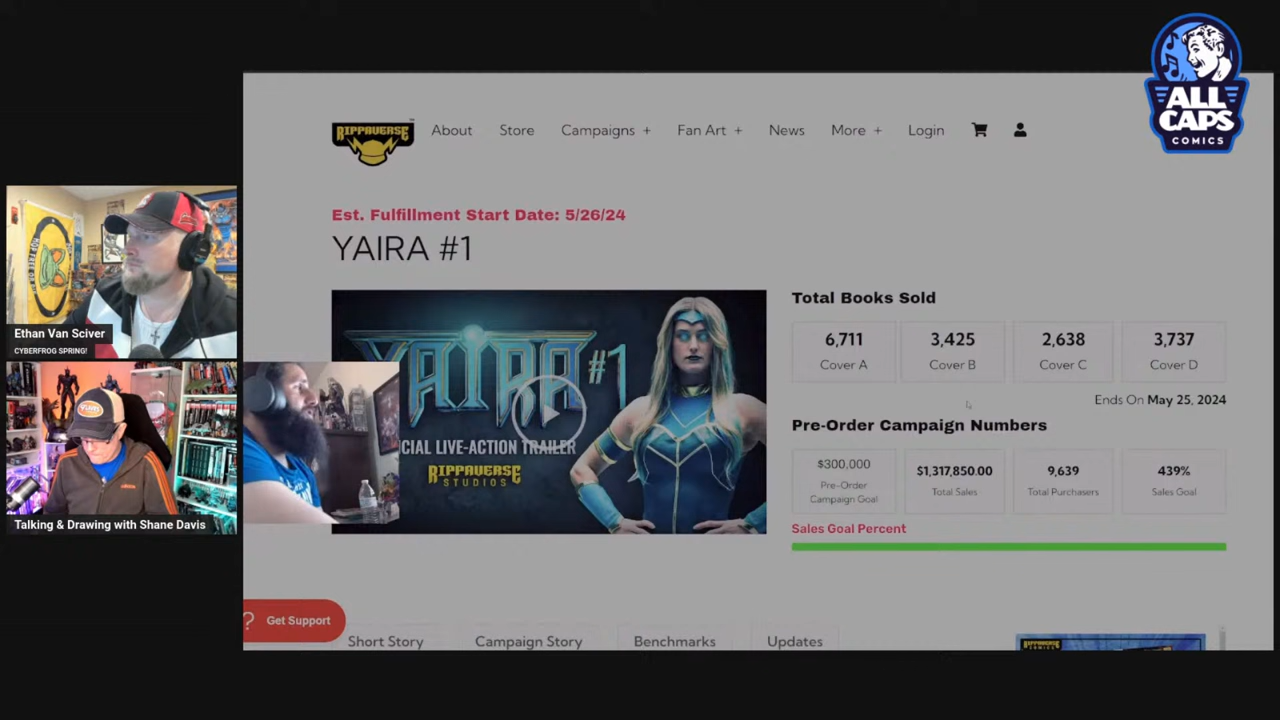 ALL
CAPS
COMICS
RIPPAVERSE
About
Store
Campaigns +
Fan Art +
News
More +
Login
Est. Fulfillment Start Date: 5/26/24
YAIRA #1
Total Books Sold
6,711
Cover A
3,425
Cover B
2,638
Cover C
3,737
Cover D
Ends On May 25, 2024
Pre-Order Campaign Numbers
$300,000
Pre-Order
Campaign Goal
$1,317,850.00
Total Sales
9,639
Total Purchasers
439%
Sales Goal
Sales Goal Percent
YAIRA #1
CIAL LIVE-ACTION TRAILER
RIPPAVERSE
STUDIOS
Ethan Van Sciver
CYBERFROG SPRING!
Talking & Drawing with Shane Davis
? Get Support
Short Story
Campaign Story
Benchmarks
Updates
RIPPAVERSE
COMICS